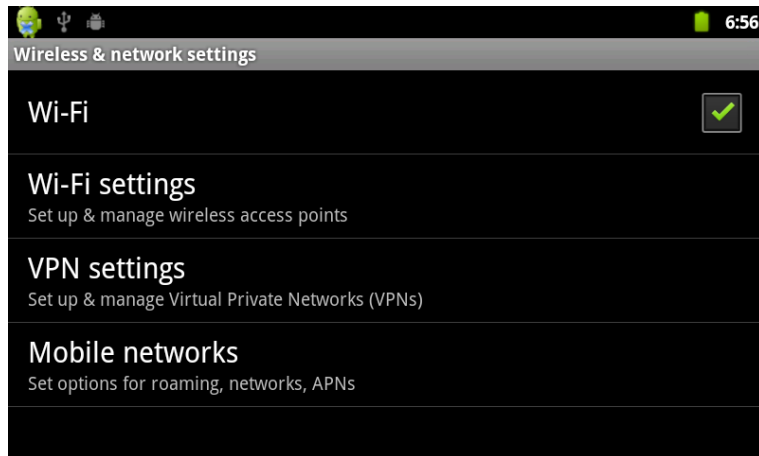 6:56
Wireless & network settings
Wi-Fi
Wi-Fi settings
Set up & manage wireless access points
VPN settings
Set up & manage Virtual Private Networks (VPNs)
Mobile networks
Set options for roaming, networks, APNs